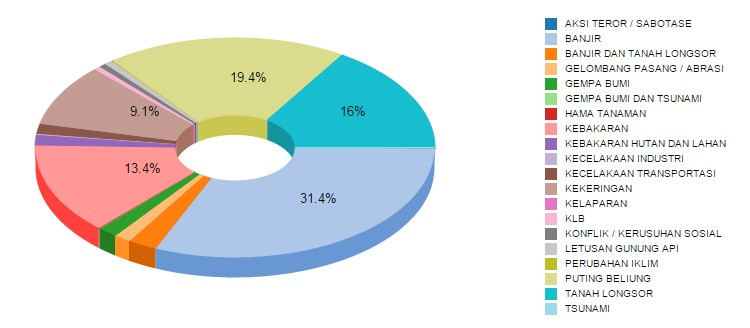 19.4%
16%
9.1%
13.4%
31.4%
AKSI TEROR / SABOTASE
BANJIR
BANJIR DAN TANAH LONGSOR
GELOMBANG PASANG / ABRASI
GEMPA BUMI
GEMPA BUMI DAN TSUNAMI
HAMA TANAMAN
KEBAKARAN
KEBAKARAN HUTAN DAN LAHAN
KECELAKAAN INDUSTRI
KECELAKAAN TRANSPORTASI
KEKERINGAN
KELAPARAN
KLB
KONFLIK / KERUSUHAN SOSIAL
LETUSAN GUNUNG API
PERUBAHAN IKLIM
PUTING BELIUNG
TANAH LONGSOR
TSUNAMI